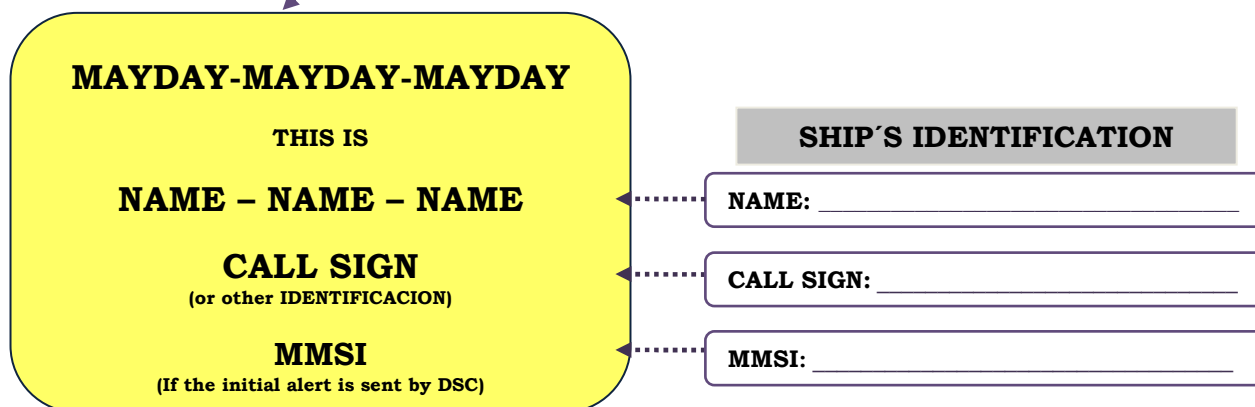 MAYDAY-MAYDAY-MAYDAY
THIS IS
NAME – NAME – NAME
CALL SIGN
(or other IDENTIFICACION)
MMSI
(If the initial alert is sent by DSC)
SHIP´S IDENTIFICATION
NAME: ___________________________________
CALL SIGN: ______________________________
MMSI: ___________________________________